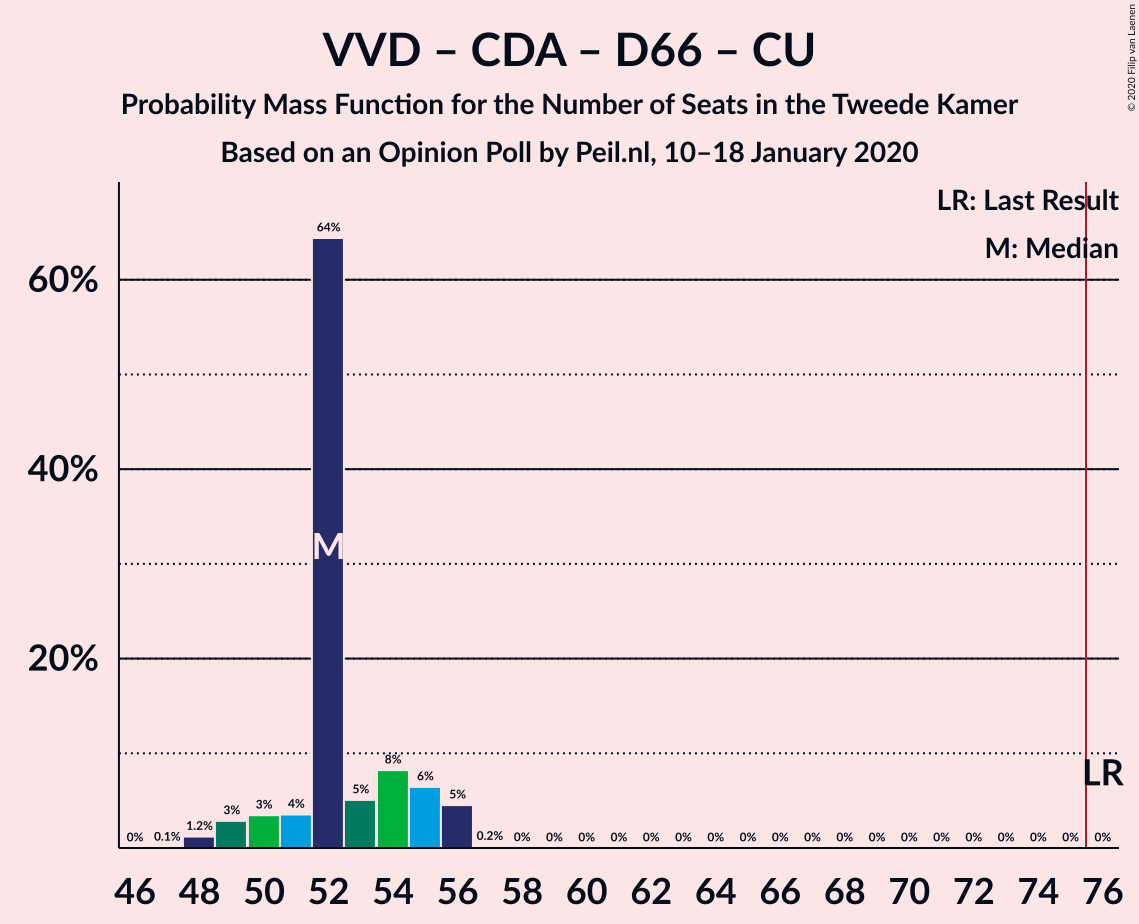 VVD – CDA – D66 – CU
Probability Mass Function for the Number of Seats in the Tweede Kamer
Based on an Opinion Poll by Peil.nl, 10–18 January 2020
© 2020 Filip van Laenen
LR: Last Result
M: Median
60%
40%
20%
64%
M
0% 0.1% 1.2% 3% 3% 4% 5% 8% 6% 5% 0.2% 0% 0% 0% 0% 0% 0% 0% 0% 0% 0% 0% 0% 0% 0% 0% 0% 0% 0% 0%
LR
46 48 50 52 54 56 58 60 62 64 66 68 70 72 74 76